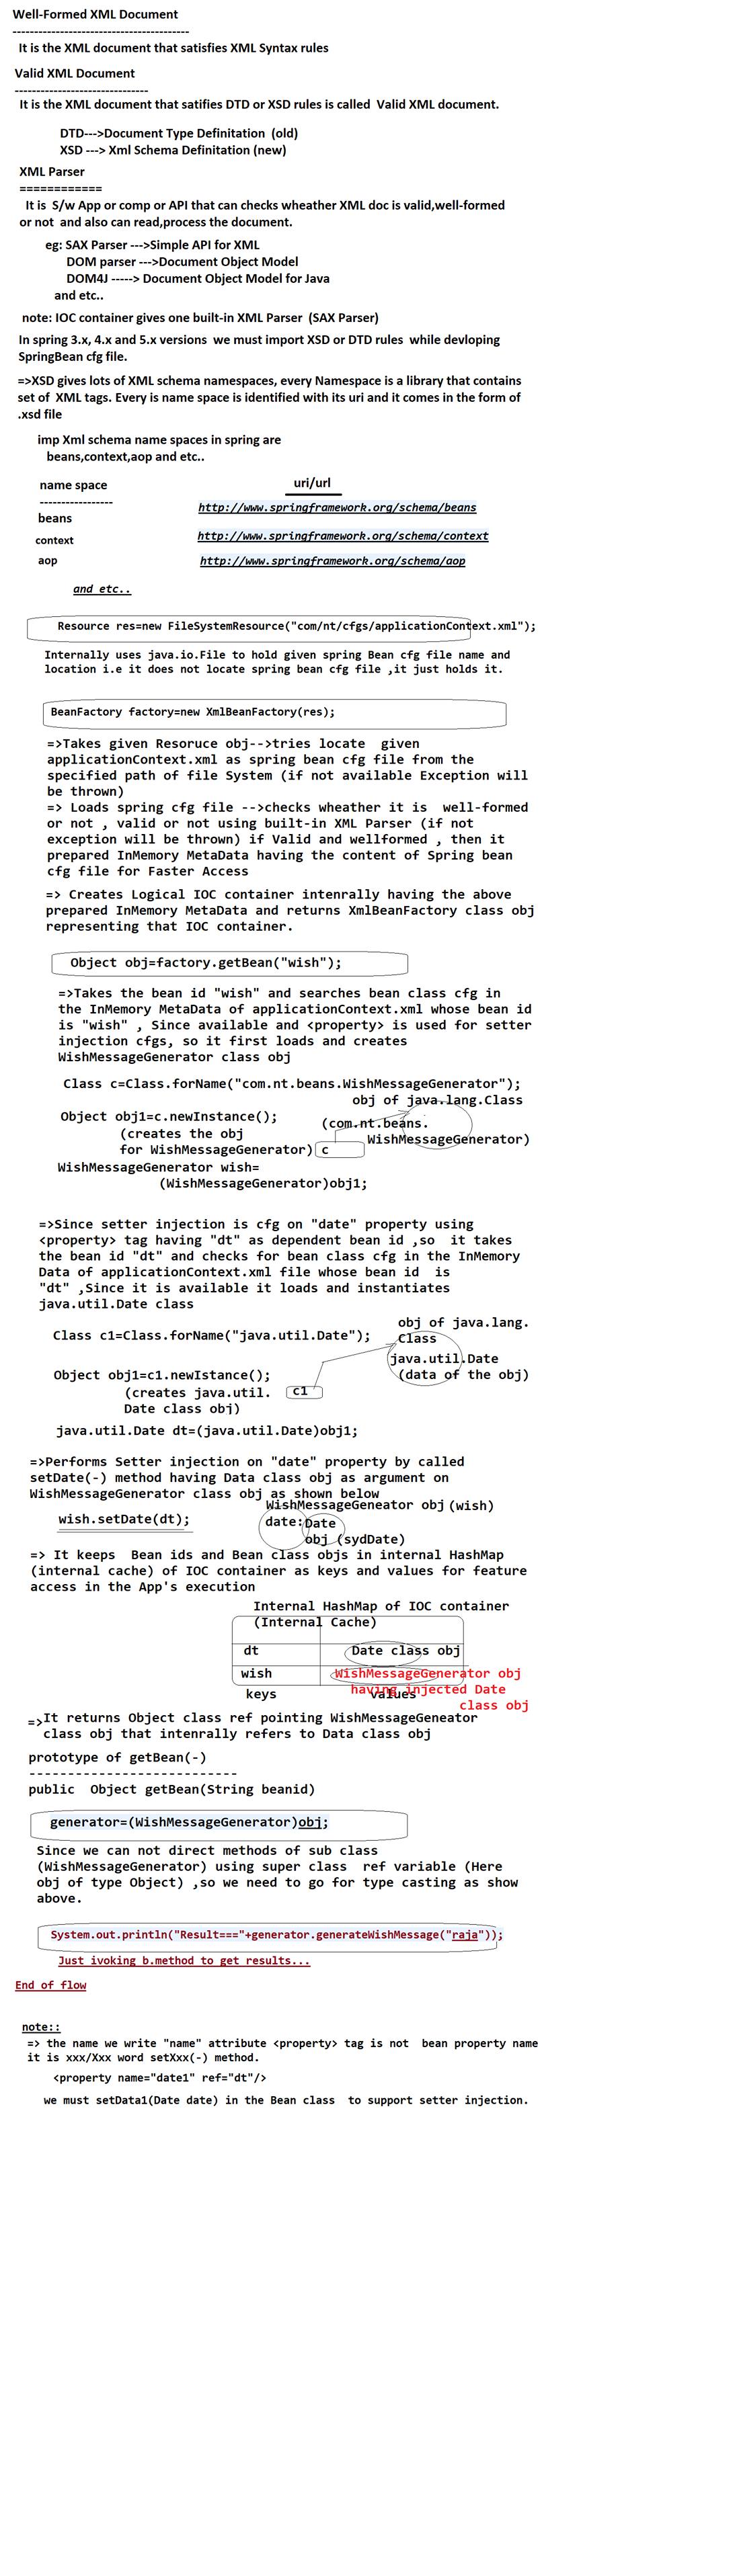 Well-Formed XML Document
-----------------------------------------
It is the XML document that satisfies XML Syntax rules
Valid XML Document
-------------------------------
It is the XML document that satifies DTD or XSD rules is called  Valid XML document.
DTD--->Document Type Definitation  (old)
XSD ---> Xml Schema Definitation (new)
XML Parser
============
It is  S/w App or comp or API that can checks wheather XML doc is valid,well-formed
or not  and also can read,process the document.
eg: SAX Parser --->Simple API for XML
DOM parser --->Document Object Model
DOM4J -----> Document Object Model for Java
and etc..
note: IOC container gives one built-in XML Parser  (SAX Parser)
In spring 3.x, 4.x and 5.x versions  we must import XSD or DTD rules  while devloping
SpringBean cfg file.
=>XSD gives lots of XML schema namespaces, every Namespace is a library that contains
set of  XML tags. Every is name space is identified with its uri and it comes in the form of
.xsd file
imp Xml schema name spaces in spring are
beans,context,aop and etc..
name space uri/url
-----------------
beans http://www.springframework.org/schema/beans
context http://www.springframework.org/schema/context
aop http://www.springframework.org/schema/aop
and etc..
Resource res=new FileSystemResource("com/nt/cfgs/applicationContext.xml");
Internally uses java.io.File to hold given spring Bean cfg file name and
location i.e it does not locate spring bean cfg file ,it just holds it.
BeanFactory factory=new XmlBeanFactory(res);
=>Takes given Resoruce obj-->tries locate  given
applicationContext.xml as spring bean cfg file from the
specified path of file System (if not available Exception will
be thrown)
=> Loads spring cfg file -->checks wheather it is  well-formed
or not , valid or not using built-in XML Parser (if not
exception will be thrown) if Valid and wellformed , then it
prepared InMemory MetaData having the content of Spring bean
cfg file for Faster Access
=> Creates Logical IOC container intenrally having the above
prepared InMemory MetaData and returns XmlBeanFactory class obj
representing that IOC container.
Object obj=factory.getBean("wish");
=>Takes the bean id "wish" and searches bean class cfg in
the InMemory MetaData of applicationContext.xml whose bean id
is "wish" , Since available and <property> is used for setter
injection cfgs, so it first loads and creates
WishMessageGenerator class obj
Class c=Class.forName("com.nt.beans.WishMessageGenerator");
obj of java.lang.Class
Object obj1=c.newInstance();
(com.nt.beans.
(creates the obj
WishMessageGenerator)
for WishMessageGenerator) c
WishMessageGenerator wish=
(WishMessageGenerator)obj1;
=>Since setter injection is cfg on "date" property using
<property> tag having "dt" as dependent bean id ,so  it takes
the bean id "dt" and checks for bean class cfg in the InMemory
Data of applicationContext.xml file whose bean id  is
"dt" ,Since it is available it loads and instantiates
java.util.Date class
obj of java.lang.
Class c1=Class.forName("java.util.Date"); Class
java.util.Date
Object obj1=c1.newIstance(); (data of the obj)
(creates java.util. c1
Date class obj)
java.util.Date dt=(java.util.Date)obj1;
=>Performs Setter injection on "date" property by called
setDate(-) method having Data class obj as argument on
WishMessageGenerator class obj as shown below
WishMessageGeneator obj (wish)
wish.setDate(dt); date: Date
obj (sydDate)
=> It keeps  Bean ids and Bean class objs in internal HashMap
(internal cache) of IOC container as keys and values for feature
access in the App's execution
Internal HashMap of IOC container
(Internal Cache)
dt Date class obj
wish WishMessageGenerator obj
having injected Date
keys values
class obj
=>It returns Object class ref pointing WishMessageGeneator
class obj that intenrally refers to Data class obj
prototype of getBean(-)
---------------------------
public  Object getBean(String beanid)
generator=(WishMessageGenerator)obj;
Since we can not direct methods of sub class
(WishMessageGenerator) using super class  ref variable (Here
obj of type Object) ,so we need to go for type casting as show
above.
System.out.println("Result==="+generator.generateWishMessage("raja"));
Just ivoking b.method to get results...
End of flow
note::
=> the name we write "name" attribute <property> tag is not  bean property name
it is xxx/Xxx word setXxx(-) method.
<property name="date1" ref="dt"/>
we must setData1(Date date) in the Bean class  to support setter injection.